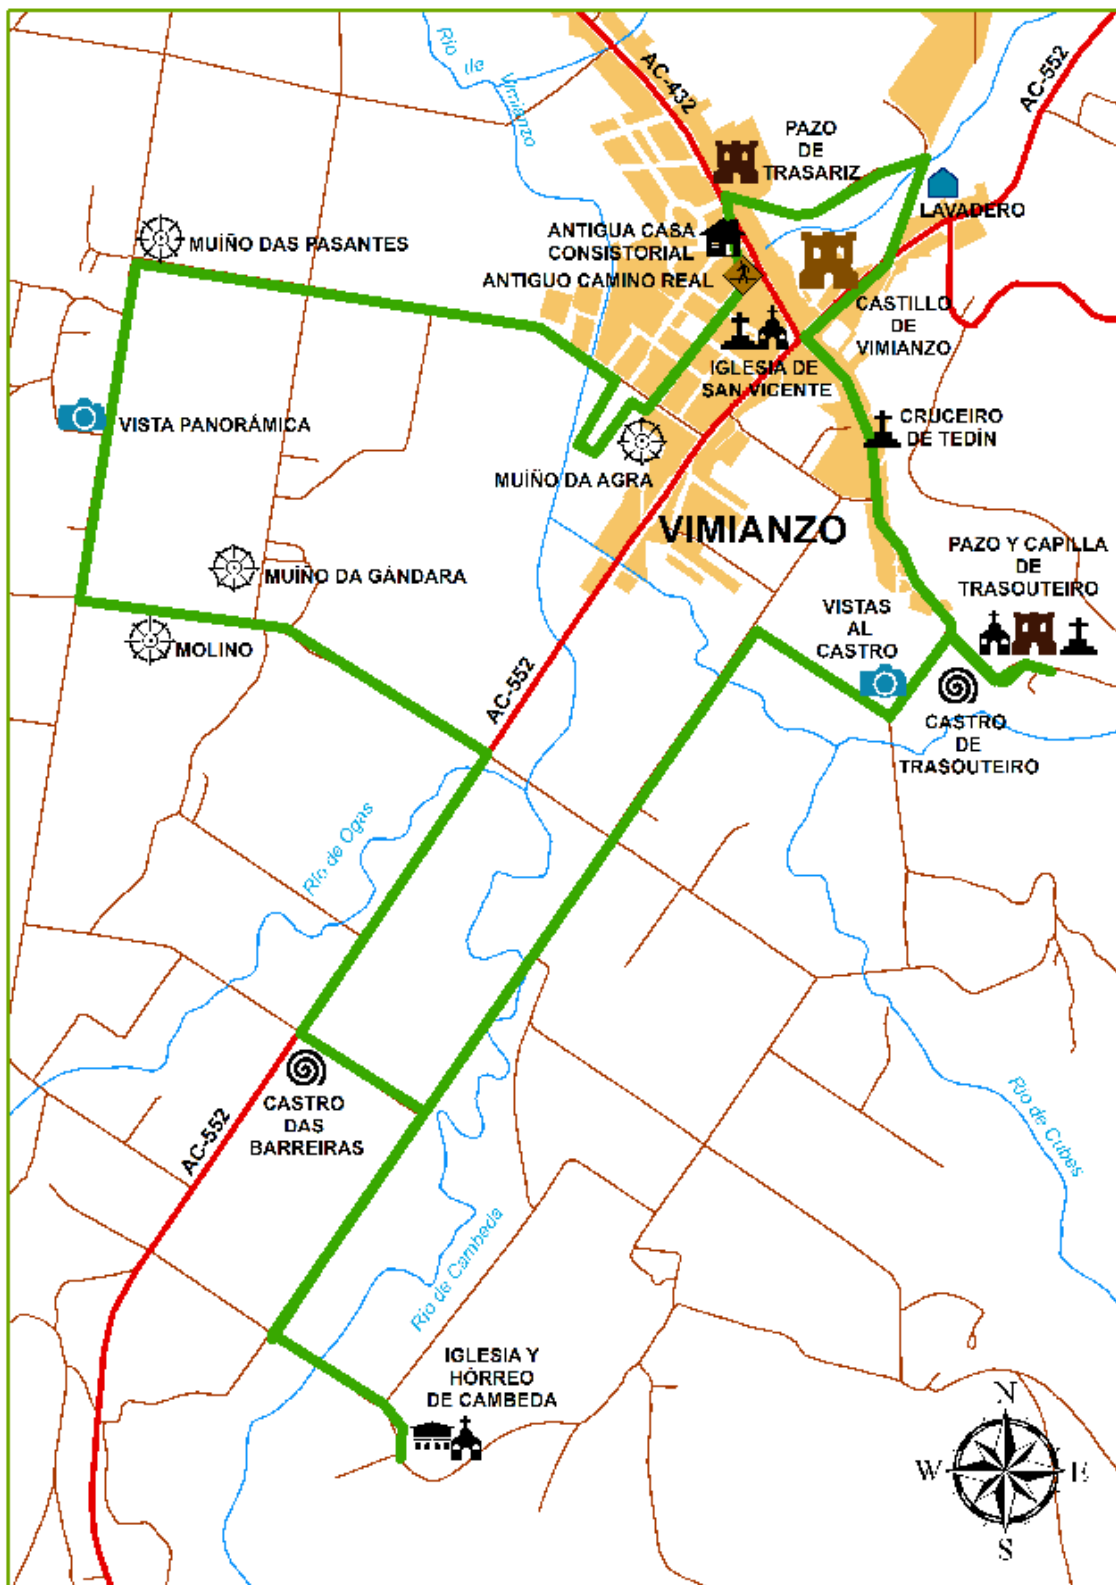 Río de Vimianzo
AC-432
AC-552
PAZO
DE
TRASARIZ
LAVADERO
ANTIGUA CASA
CONSISTORIAL
ANTIGUO CAMINO REAL
MUÍÑO DAS PASANTES
CASTILLO
DE
VIMIANZO
IGLESIA DE
SAN VICENTE
VISTA PANORÁMICA
CRUCEIRO
DE TEDÍN
MUÍÑO DA AGRA
VIMIANZO
PAZO Y CAPILLA
DE
TRASOUTEIRO
MUÍÑO DA GÁNDARA
VISTAS
AL
CASTRO
MOLINO
AC-552
CASTRO
DE
TRASOUTEIRO
Río de Ogas
CASTRO
DAS
BARREIRAS
AC-552
Río de Cubes
Río de Cambeda
IGLESIA Y
HÓRREO
DE CAMBEDA
N
W
E
S